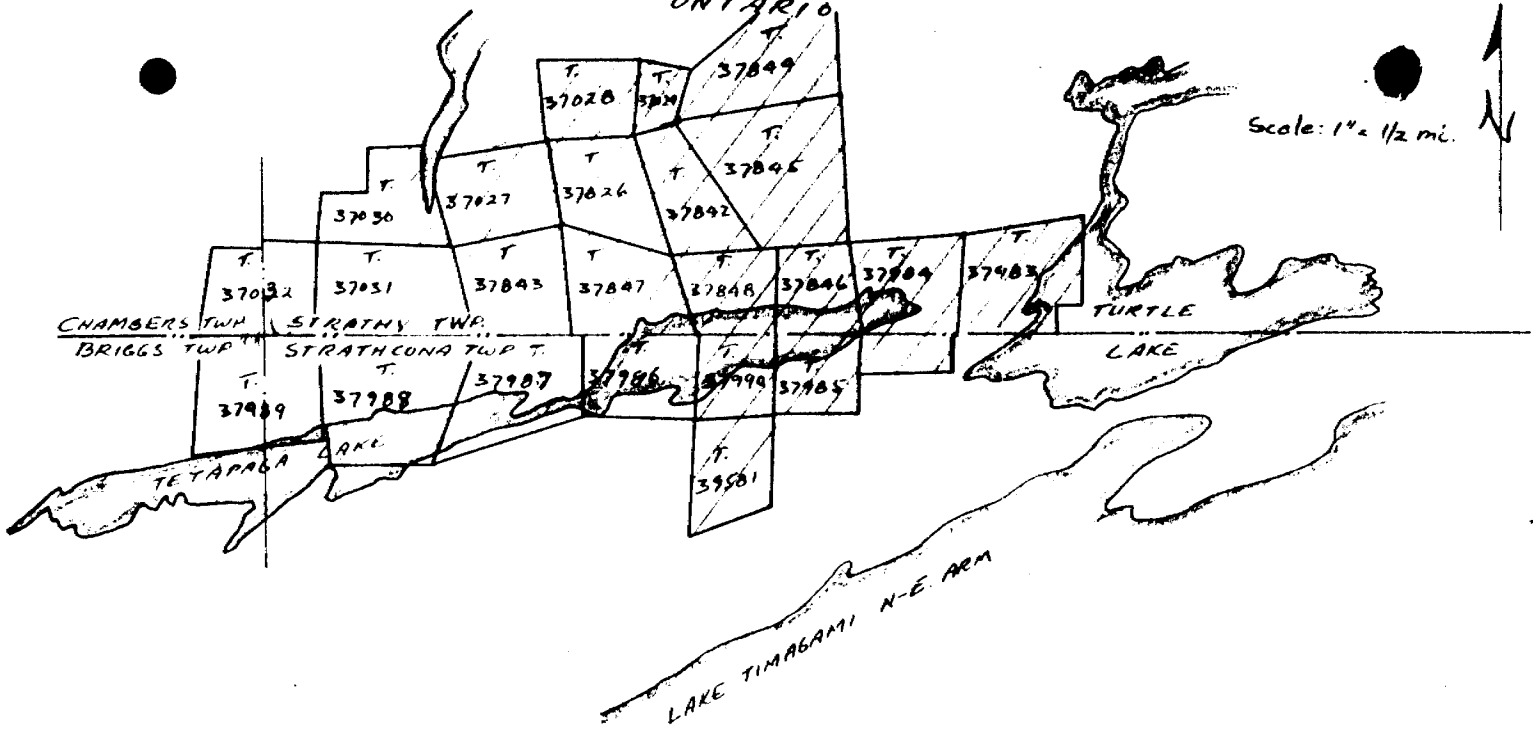 ONTARIO
T.
37849
T.
37028
T.
Scale: 1" = 1/2 mi.
N
T.
37845
T.
37030
T.
37027
T
37826
T.
37842
T.
T.
37031
T
37843
T
37847
T.
37848
T.
37846
T.
37984
T.
37983
CHAMBERS TWP.
STRATHY TWP.
TURTLE
BRIGGS TWP.
STRATHCONA TWP
LAKE
T.
37989
T.
37988
T.
37987
T.
37986
T.
T.
37985
TETAPAGA LAKE
T.
39581
LAKE TIMAGAMI N-E. ARM